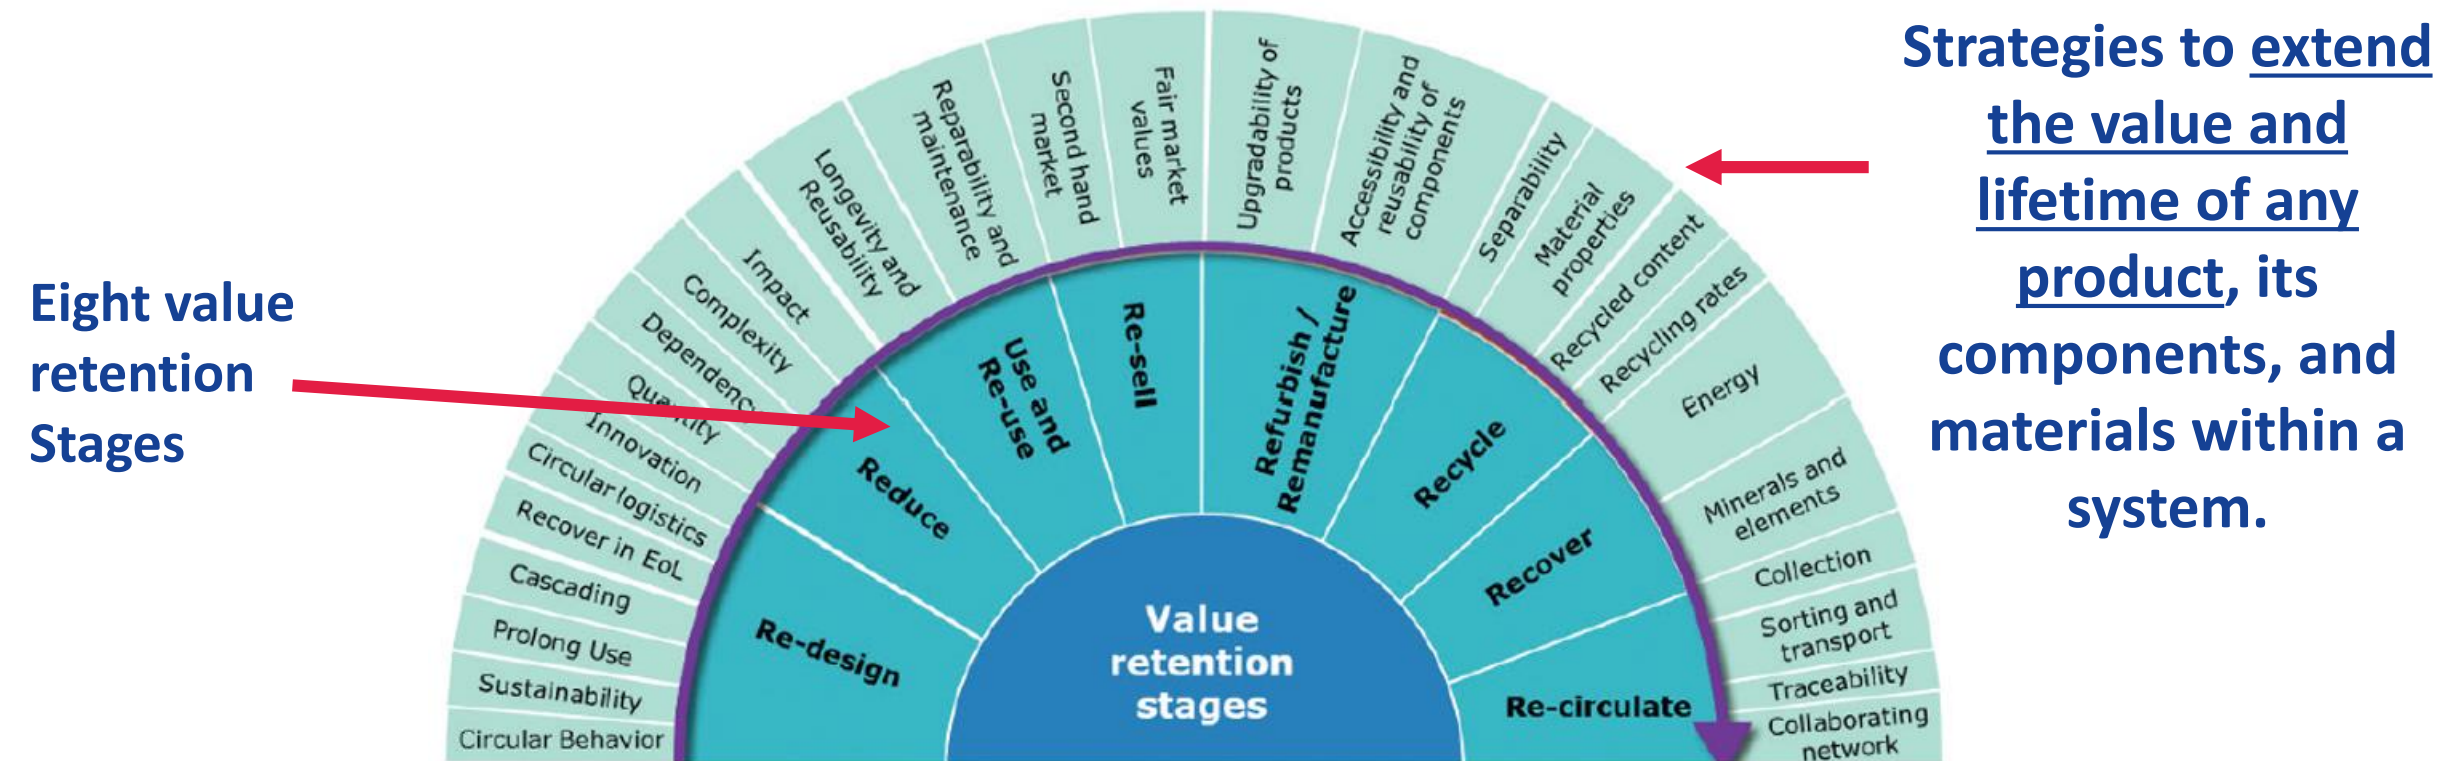 Eight value
retention
Stages
Strategies to extend
the value and
lifetime of any
product, its
components, and
materials within a
system.
Circular Behavior
Sustainability
Prolong Use
Cascading
Recover in EoL
Circular logistics
Innovation
Quantity
Dependency
Complexity
Impact
Longevity and
Reusability
Reparability and
maintenance
Second hand
market
Fair market
values
Upgradability of
products
Accessibility and
reusability of
components
Separability
Material
properties
Recycled content
Recycling rates
Energy
Minerals and
elements
Collection
Sorting and
transport
Traceability
Collaborating
network
Re-design
Reduce
Use and
Re-use
Re-sell
Refurbish /
Remanufacture
Recycle
Recover
Re-circulate
Value
retention
stages